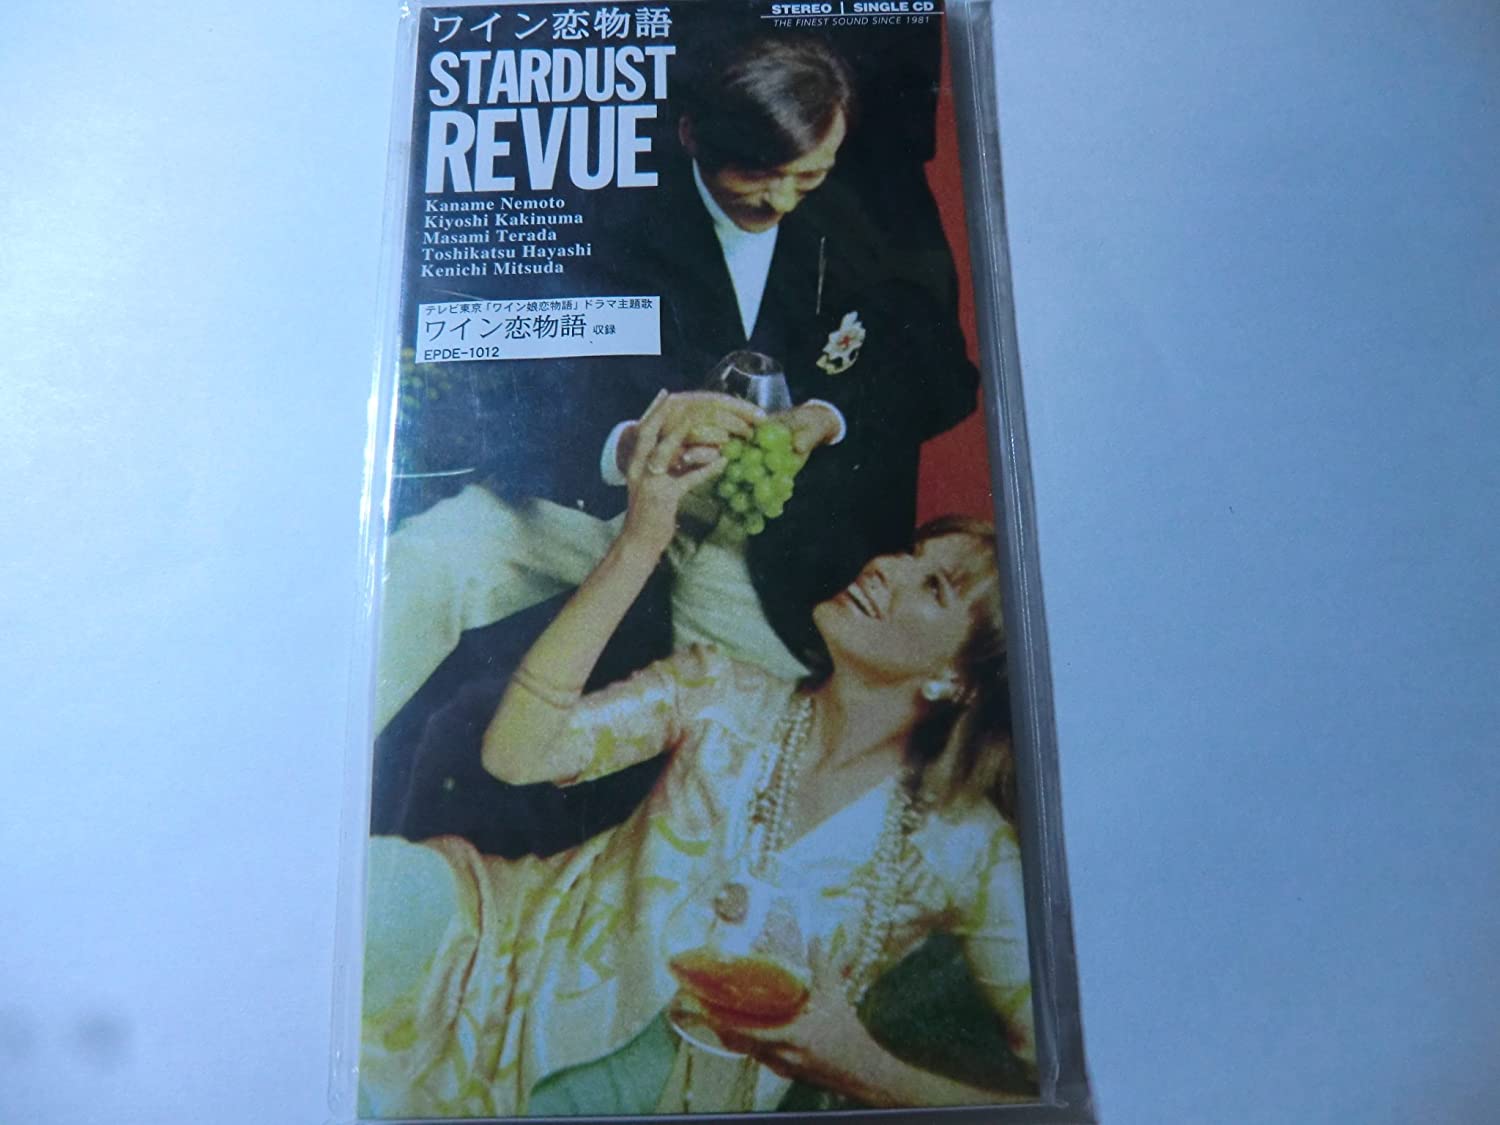 ワイン恋物語
STEREO | SINGLE CD
THE FINEST SOUND SINCE 1981
STARDUST
REVUE
Kaname Nemoto
Kiyoshi Kakinuma
Masami Terada
Toshikatsu Hayashi
Kenichi Mitsuda
テレビ東京「ワイン娘恋物語」ドラマ主題歌
ワイン恋物語 収録
EPDE-1012